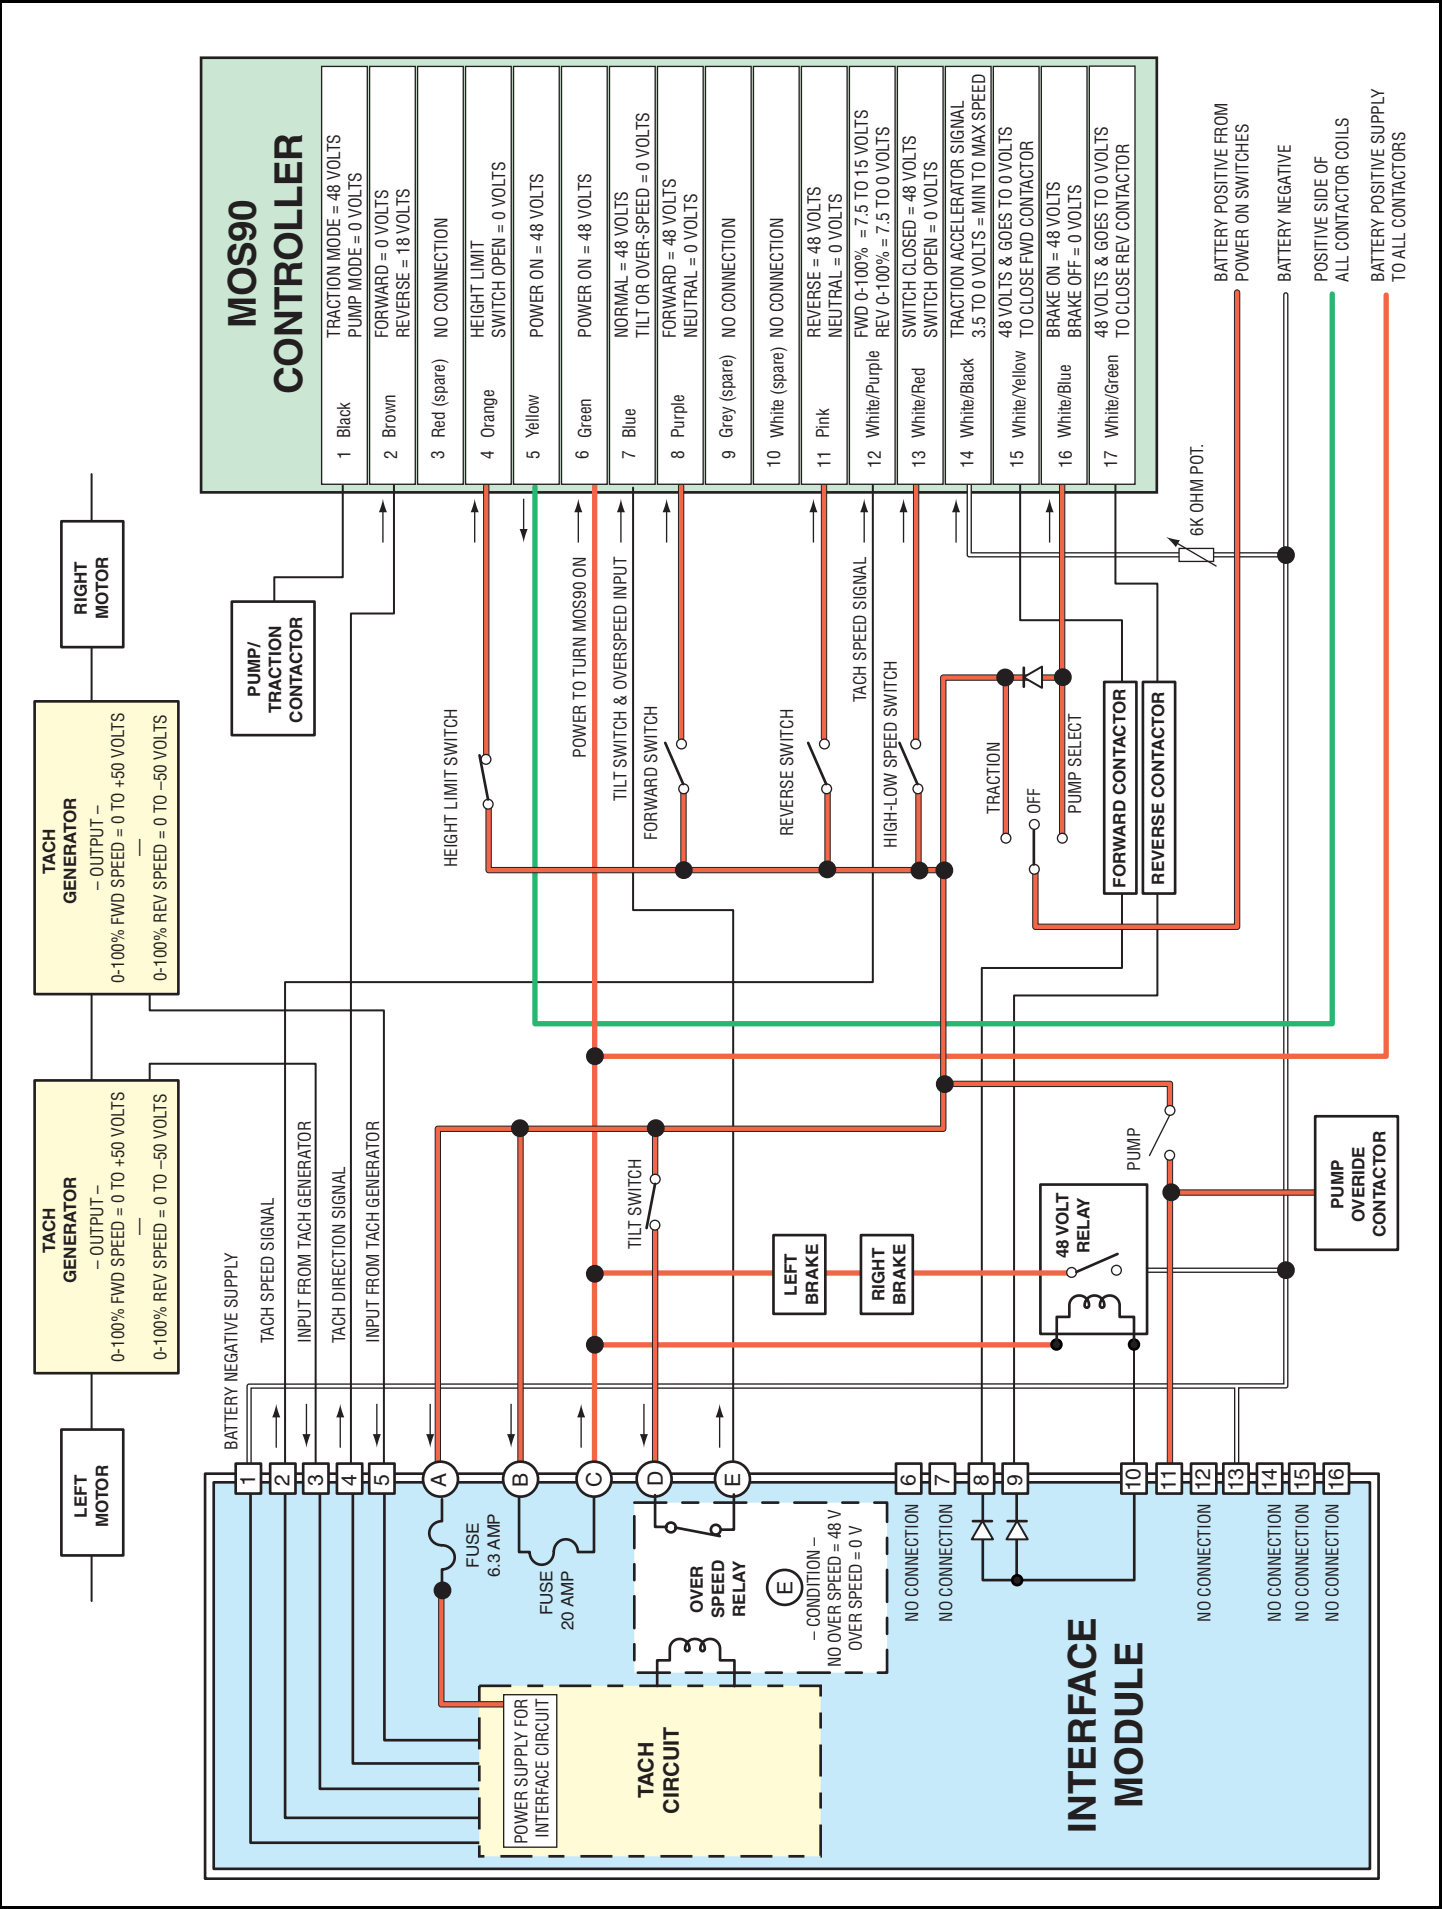 MOS90
CONTROLLER
1 Black TRACTION MODE = 48 VOLTS
PUMP MODE = 0 VOLTS
2 Brown FORWARD = 0 VOLTS
REVERSE = 18 VOLTS
3 Red (spare) NO CONNECTION
4 Orange HEIGHT LIMIT
SWITCH OPEN = 0 VOLTS
5 Yellow POWER ON = 48 VOLTS
6 Green POWER ON = 48 VOLTS
7 Blue NORMAL = 48 VOLTS
TILT OR OVER-SPEED = 0 VOLTS
8 Purple FORWARD = 48 VOLTS
NEUTRAL = 0 VOLTS
9 Grey (spare) NO CONNECTION
10 White (spare) NO CONNECTION
11 Pink REVERSE = 48 VOLTS
NEUTRAL = 0 VOLTS
12 White/Purple FWD 0-100% = 7.5 TO 15 VOLTS
REV 0-100% = 7.5 TO 0 VOLTS
13 White/Red SWITCH CLOSED = 48 VOLTS
SWITCH OPEN = 0 VOLTS
14 White/Black TRACTION ACCELERATOR SIGNAL
3.5 TO 0 VOLTS = MIN TO MAX SPEED
15 White/Yellow 48 VOLTS & GOES TO 0 VOLTS
TO CLOSE FWD CONTACTOR
16 White/Blue BRAKE ON = 48 VOLTS
BRAKE OFF = 0 VOLTS
17 White/Green 48 VOLTS & GOES TO 0 VOLTS
TO CLOSE REV CONTACTOR
BATTERY POSITIVE FROM
POWER ON SWITCHES
BATTERY NEGATIVE
POSITIVE SIDE OF
ALL CONTACTOR COILS
BATTERY POSITIVE SUPPLY
TO ALL CONTACTORS
RIGHT
MOTOR
PUMP/
TRACTION
CONTACTOR
TACH
GENERATOR
– OUTPUT –
0-100% FWD SPEED = 0 TO +50 VOLTS
—
0-100% REV SPEED = 0 TO –50 VOLTS
HEIGHT LIMIT SWITCH
POWER TO TURN MOS90 ON
TILT SWITCH & OVERSPEED INPUT
FORWARD SWITCH
REVERSE SWITCH
TACH SPEED SIGNAL
HIGH-LOW SPEED SWITCH
TRACTION
OFF
PUMP SELECT
FORWARD CONTACTOR
REVERSE CONTACTOR
6K OHM POT.
TACH
GENERATOR
– OUTPUT –
0-100% FWD SPEED = 0 TO +50 VOLTS
—
0-100% REV SPEED = 0 TO –50 VOLTS
LEFT
MOTOR
BATTERY NEGATIVE SUPPLY
TACH SPEED SIGNAL
INPUT FROM TACH GENERATOR
TACH DIRECTION SIGNAL
INPUT FROM TACH GENERATOR
TILT SWITCH
LEFT
BRAKE
RIGHT
BRAKE
48 VOLT
RELAY
PUMP
PUMP
OVERIDE
CONTACTOR
1
2
3
4
5
A
B
C
D
E
6
7
8
9
10
11
12
13
14
15
16
FUSE
6.3 AMP
FUSE
20 AMP
OVER
SPEED
RELAY
E
– CONDITION –
NO OVER SPEED = 48 V
OVER SPEED = 0 V
NO CONNECTION
NO CONNECTION
NO CONNECTION
NO CONNECTION
NO CONNECTION
NO CONNECTION
POWER SUPPLY FOR
INTERFACE CIRCUIT
TACH
CIRCUIT
INTERFACE
MODULE